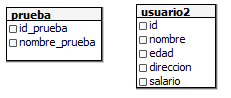 prueba
id_prueba
nombre_prueba
usuario2
id
nombre
edad
direccion
salario